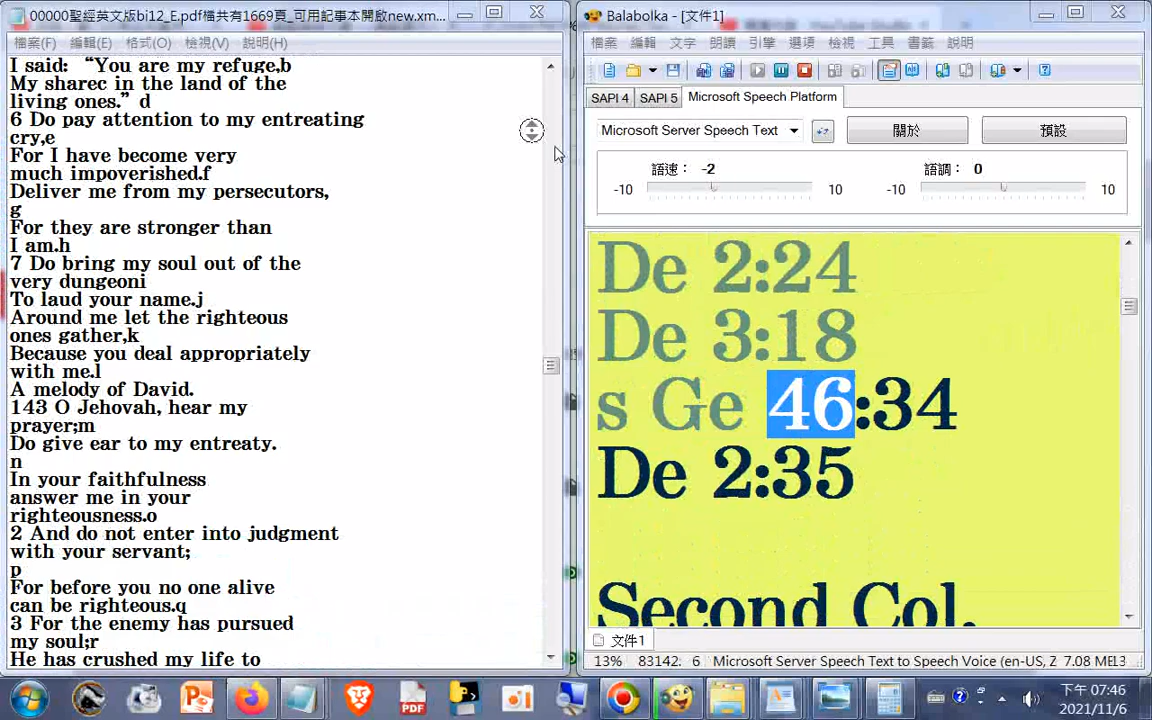 00000聖經英文版bi12_E.pdf檔共有1669頁_可用記事本開啟new.xm...
檔案(F) 編輯(E) 格式(O) 檢視(V) 說明(H)
I said: “You are my refuge,b
My sharec in the land of the
living ones.” d
6 Do pay attention to my entreating
cry,e
For I have become very
much impoverished.f
Deliver me from my persecutors,
g
For they are stronger than
I am.h
7 Do bring my soul out of the
very dungeoni
To laud your name.j
Around me let the righteous
ones gather,k
Because you deal appropriately
with me.l
A melody of David.
143 O Jehovah, hear my
prayer;m
Do give ear to my entreaty.
n
In your faithfulness
answer me in your
righteousness.o
2 And do not enter into judgment
with your servant;
p
For before you no one alive
can be righteous.q
3 For the enemy has pursued
my soul;r
He has crushed my life to
Balabolka - [文件1]
檔案 編輯 文字 朗讀 引擎 選項 檢視 工具 書籤 說明
SAPI 4 SAPI 5 Microsoft Speech Platform
Microsoft Server Speech Text 關於 預設
語速: -2 語調: 0
-10 10 -10 10
De 2:24
De 3:18
s Ge 46:34
De 2:35
Second Col.
文件1
13% 83142: 6 Microsoft Server Speech Text to Speech Voice (en-US, Z 7.08 MEL3
PDF
下午 07:46
2021/11/6